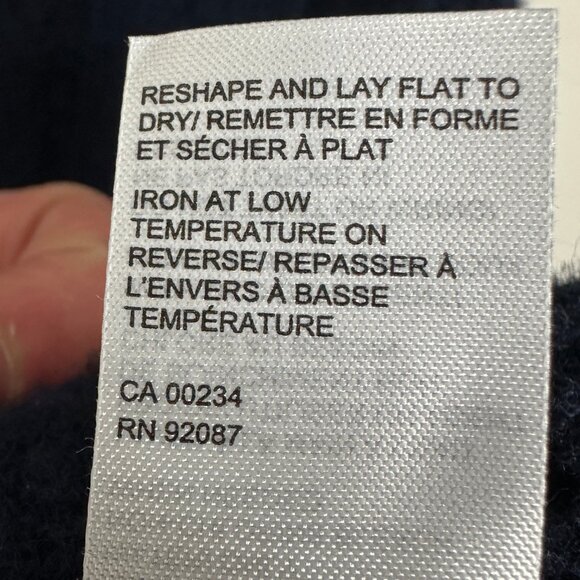 RESHAPE AND LAY FLAT TO
DRY/ REMETTRE EN FORME
ET SÉCHER À PLAT
IRON AT LOW
TEMPERATURE ON
REVERSE/ REPASSER À
L'ENVERS À BASSE
TEMPÉRATURE
CA 00234
RN 92087